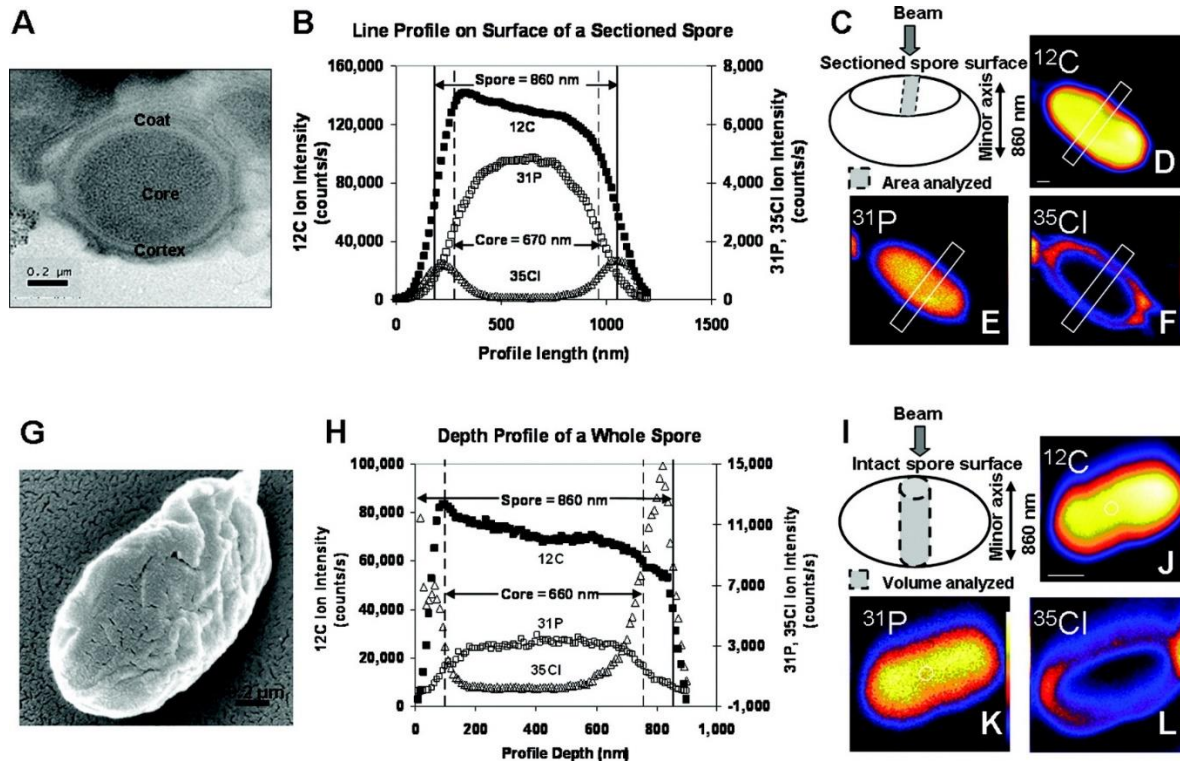 A
Coat
Core
Cortex
0.2 µm
B
Line Profile on Surface of a Sectioned Spore
160,000
120,000
80,000
40,000
0
8,000
6,000
4,000
2,000
0
12C Ion Intensity
(counts/s)
31P, 35Cl Ion Intensity
(counts/s)
Spore = 860 nm
12C
31P
Core = 670 nm
35Cl
0
500
1000
1500
Profile length (nm)
C
Beam
Sectioned spore surface
Minor axis
860 nm
Area analyzed
12C
D
31P
E
35Cl
F
G
H
Depth Profile of a Whole Spore
100,000
80,000
60,000
40,000
20,000
0
15,000
11,000
7,000
3,000
-1,000
12C Ion Intensity
(counts/s)
31P, 35Cl Ion Intensity
(counts/s)
Spore = 860 nm
12C
Core = 660 nm
31P
35Cl
0
200
400
600
800
1,000
Profile Depth (nm)
I
Beam
Intact spore surface
Minor axis
860 nm
Volume analyzed
12C
J
31P
K
35Cl
L